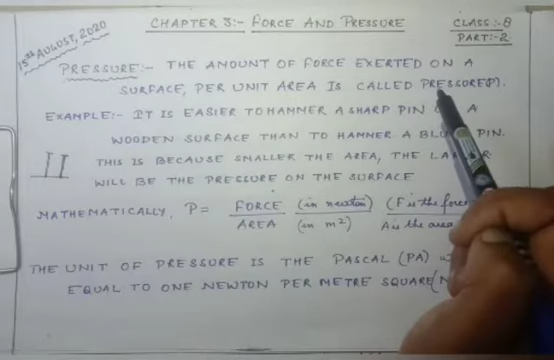 15th AUGUST, 2020
CHAPTER 3:- FORCE AND PRESSURE
CLASS:-8
PART:-2
PRESSURE:- THE AMOUNT OF FORCE EXERTED ON A
SURFACE, PER UNIT AREA IS CALLED PRESSURE(P).
EXAMPLE:- IT IS EASIER TO HAMMER A SHARP PIN A
WOODEN SURFACE THAN TO HAMMER A PIN.
THIS IS BECAUSE SMALLER THE AREA, THE
WILL BE THE PRESSURE ON THE SURFACE
MATHEMATICALLY, P= FORCE (in newton) (F is the force
AREA (in m²) A is the area
THE UNIT OF PRESSURE IS THE PASCAL (PA)
EQUAL TO ONE NEWTON PER METRE SQUARE(N